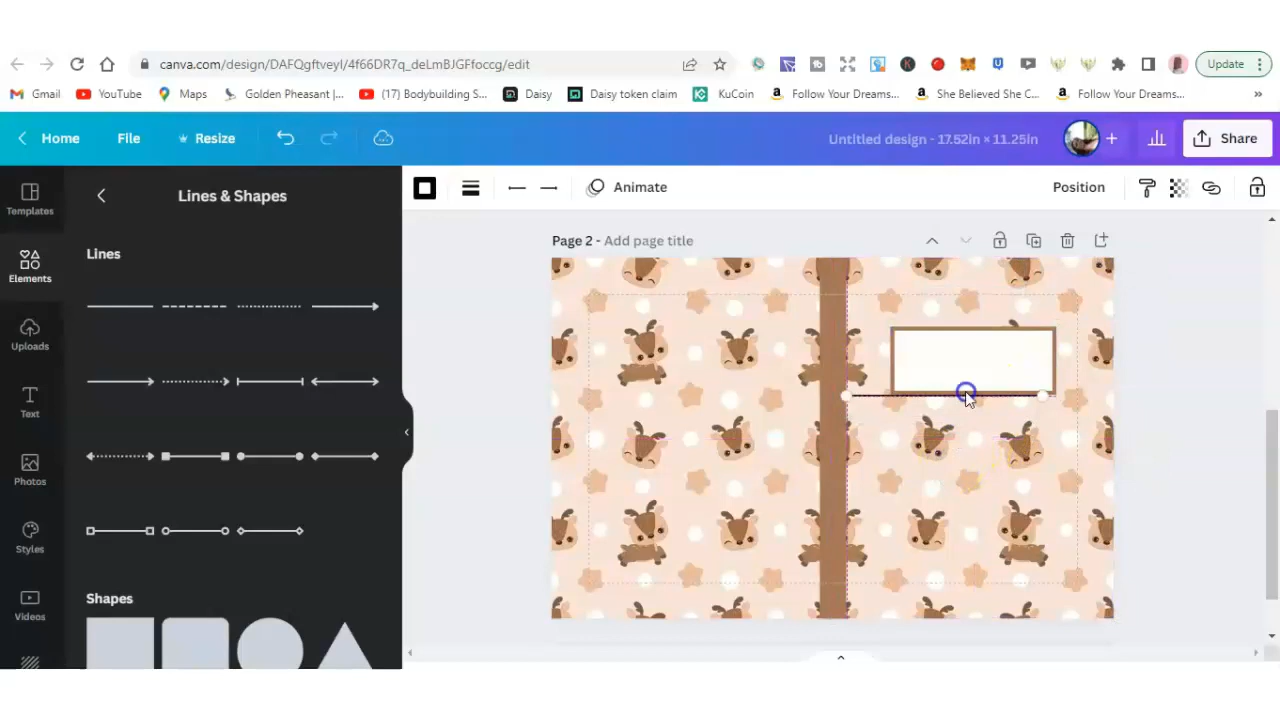 canva.com/design/DAFQgftveyI/4f66DR7q_deLmBJGFfoccg/edit
Update
Gmail
YouTube
Maps
Golden Pheasant |...
(17) Bodybuilding S...
Daisy
Daisy token claim
KuCoin
Follow Your Dreams...
She Believed She C...
Follow Your Dreams...
»
Home
File
Resize
Untitled design - 17.52in × 11.25in
Share
Templates
Elements
Uploads
Text
Photos
Styles
Videos
Lines & Shapes
Lines
Shapes
Animate
Position
Page 2 - Add page title